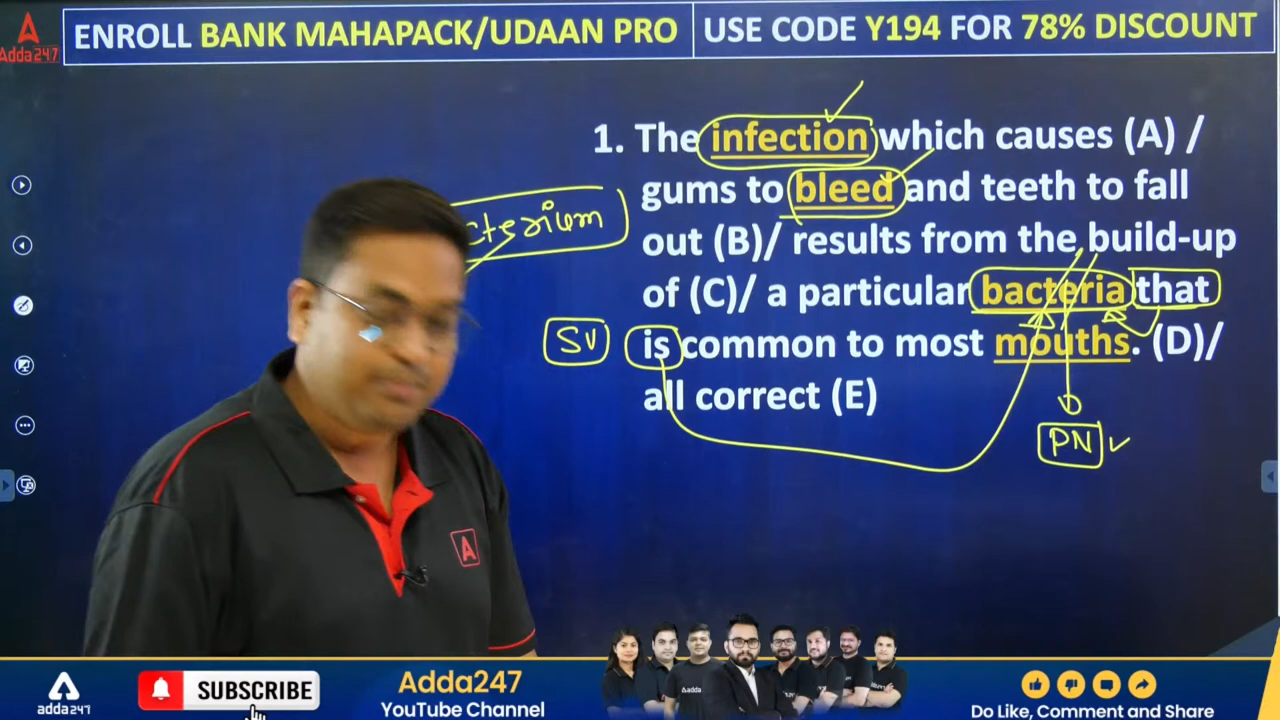 ENROLL BANK MAHAPACK/UDAAN PRO
USE CODE Y194 FOR 78% DISCOUNT
Adda247
1. The infection which causes (A) /
gums to bleed and teeth to fall
out (B)/ results from the build-up
of (C)/ a particular bacteria that
is common to most mouths. (D)/
all correct (E)
cterium
SV
PN
A
adda247
SUBSCRIBE
Adda247
YouTube Channel
Adda247
Do Like, Comment and Share